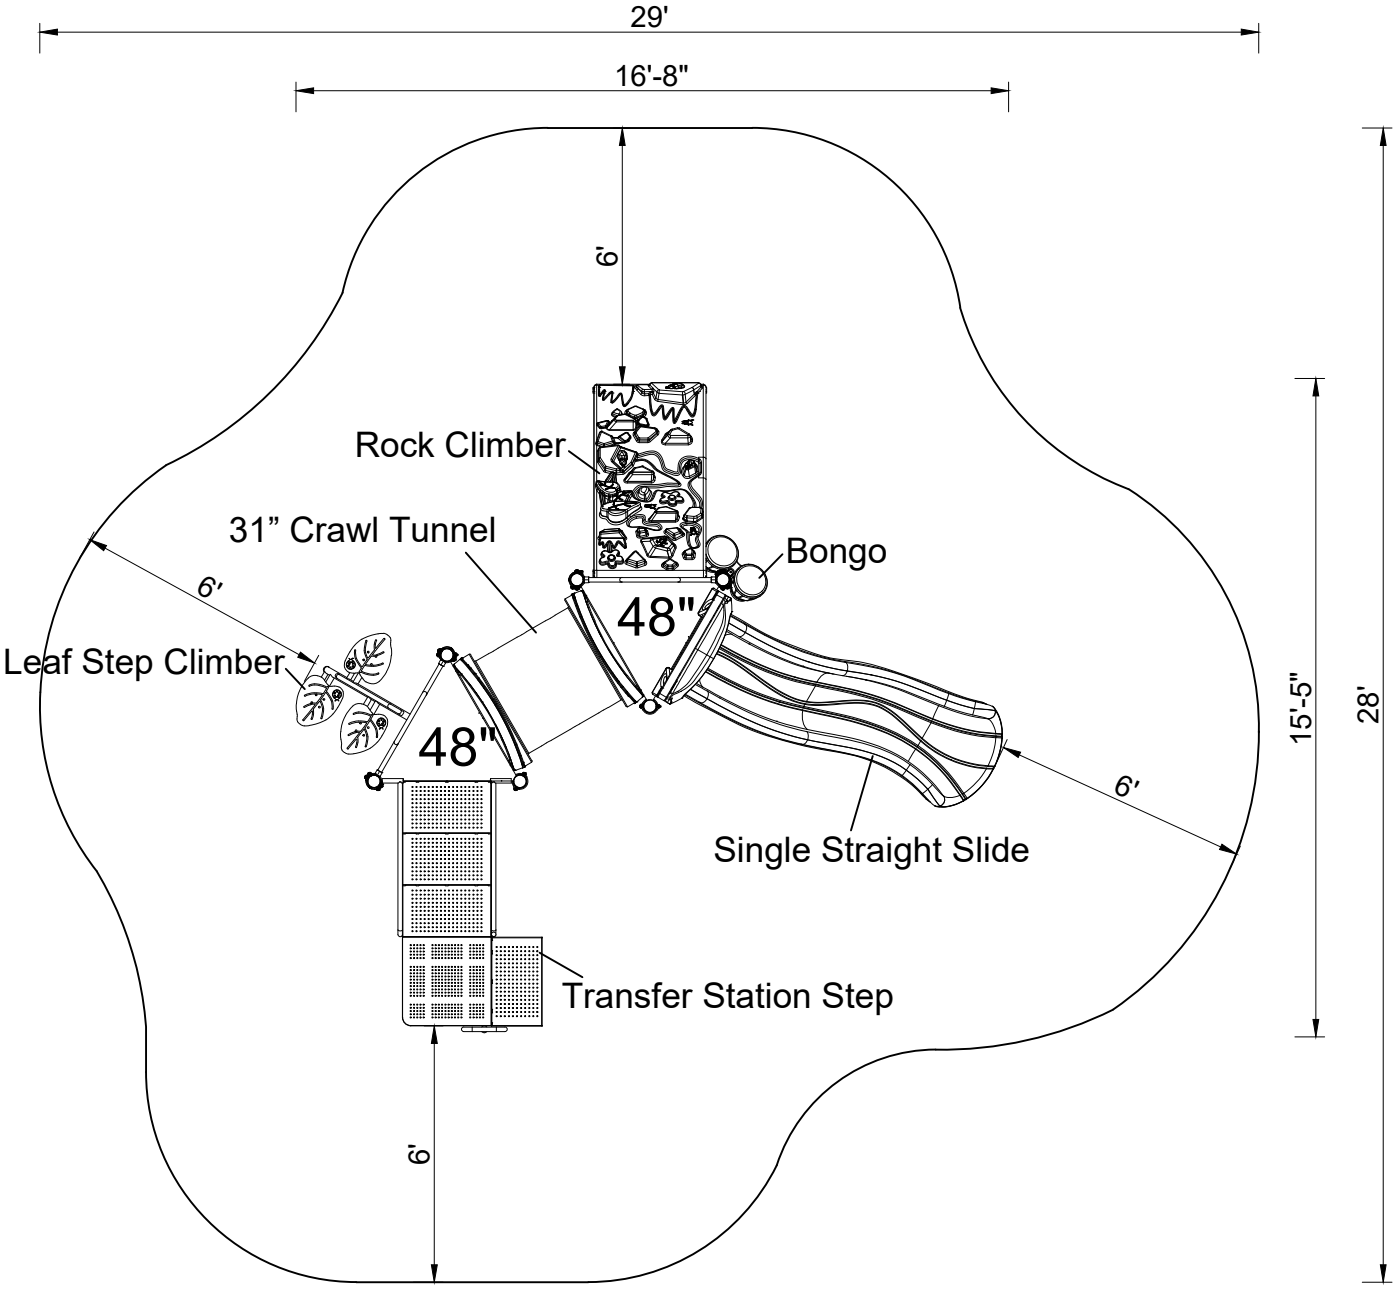 29'
16'-8"
6'
Rock Climber
31” Crawl Tunnel
Bongo
6'
48"
Leaf Step Climber
15'-5"
28'
48"
6'
Single Straight Slide
Transfer Station Step
6'